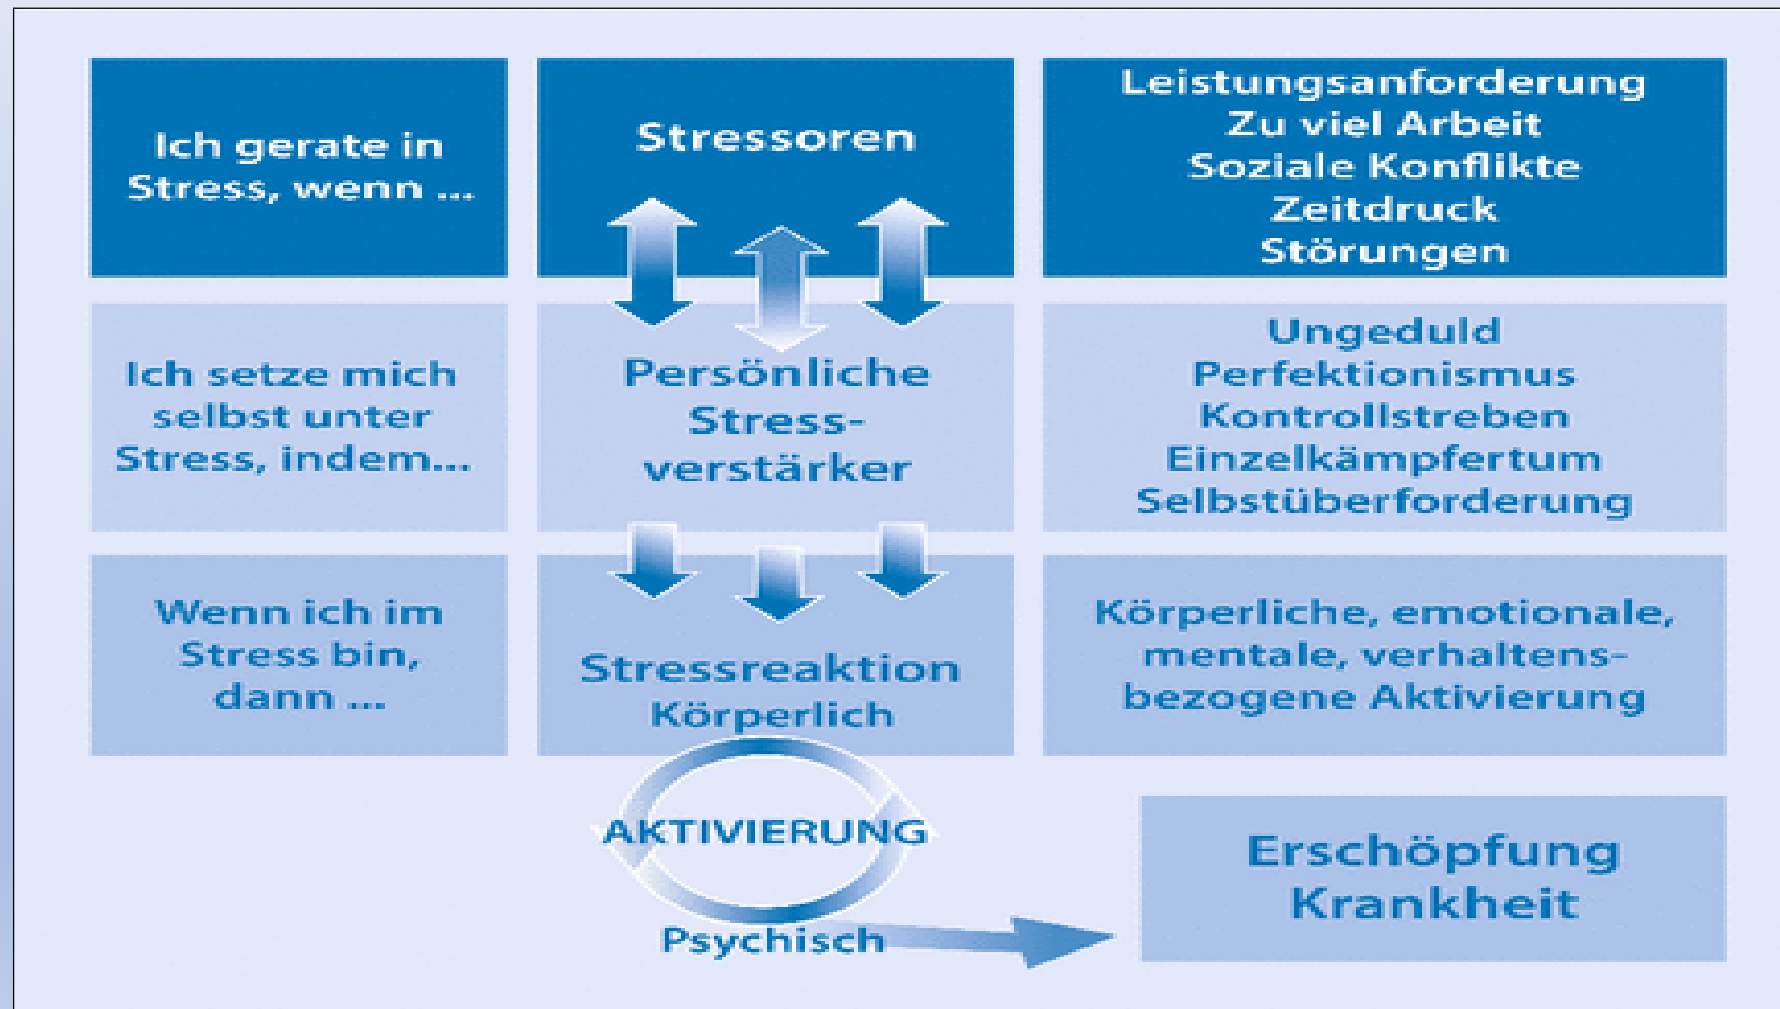 Ich gerate in
Stress, wenn ...
Stressoren
Leistungsanforderung
Zu viel Arbeit
Soziale Konflikte
Zeitdruck
Störungen
Ich setze mich
selbst unter
Stress, indem...
Persönliche
Stress-
verstärker
Ungeduld
Perfektionismus
Kontrollstreben
Einzelkämpfertum
Selbstüberforderung
Wenn ich im
Stress bin,
dann ...
Stressreaktion
Körperlich
Körperliche, emotionale,
mentale, verhaltens-
bezogene Aktivierung
AKTIVIERUNG
Psychisch
Erschöpfung
Krankheit